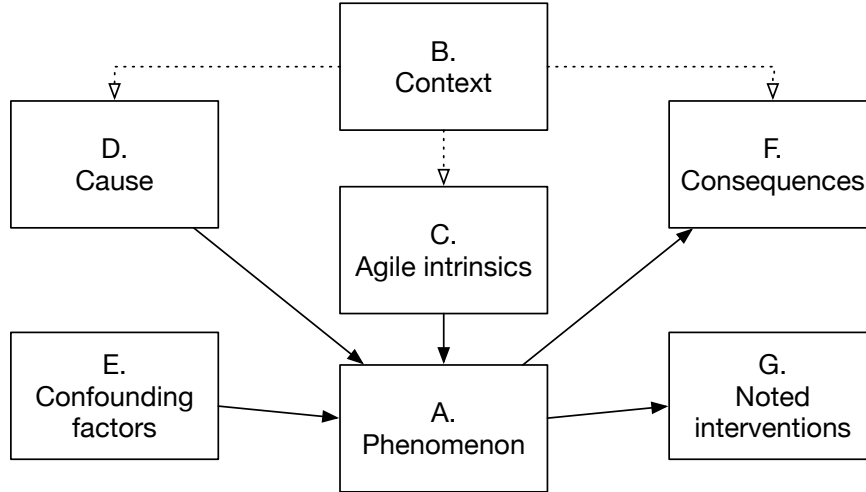 B.
Context
D.
Cause
F.
Consequences
C.
Agile intrinsics
E.
Confounding
factors
A.
Phenomenon
G.
Noted
interventions